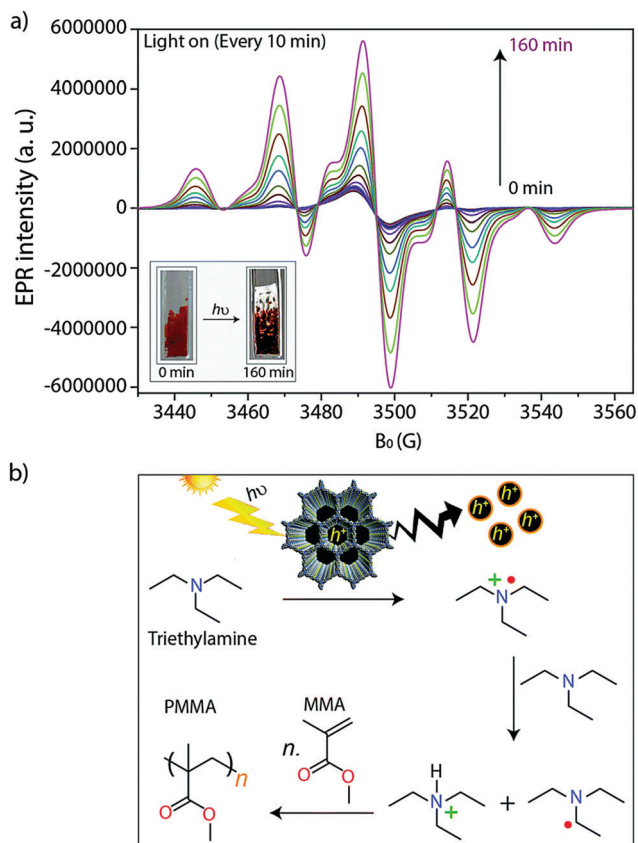 a)
Light on (Every 10 min)
160 min
0 min
EPR intensity (a. u.)
6000000
4000000
2000000
0
-2000000
-4000000
-6000000
hυ
0 min
160 min
3440
3460
3480
3500
3520
3540
3560
B₀ (G)
b)
hυ
h⁺
h⁺
h⁺
h⁺
h⁺
N
Triethylamine
+
N
N
PMMA
MMA
n.
O
O
n
O
O
H
N
+
+
N